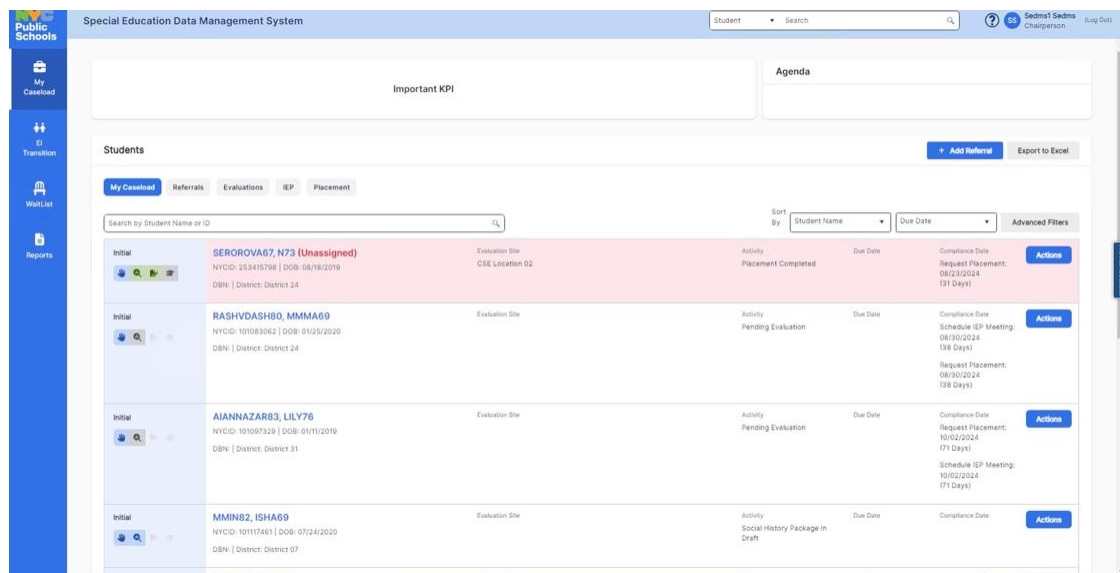 NYC
Public
Schools
Special Education Data Management System
Student
Search
SS
Sedms1 Sedms
Chairperson
(Log Out)
My
Caseload
EI
Transition
WaitList
Reports
Important KPI
Agenda
Students
+ Add Referral
Export to Excel
My Caseload
Referrals
Evaluations
IEP
Placement
Search by Student Name or ID
Sort
By
Student Name
Due Date
Advanced Filters
Initial
SEROROVA67, N73 (Unassigned)
NYCID: 253415798 | DOB: 08/18/2019
DBN: | District: District 24
Evaluation Site
CSE Location 02
Activity
Placement Completed
Due Date
Compliance Date
Request Placement:
08/23/2024
(31 Days)
Actions
Initial
RASHVDASH80, MMMA69
NYCID: 101083062 | DOB: 01/25/2020
DBN: | District: District 24
Evaluation Site
Activity
Pending Evaluation
Due Date
Compliance Date
Schedule IEP Meeting:
08/30/2024
(38 Days)
Request Placement:
08/30/2024
(38 Days)
Actions
Initial
AIANNAZAR83, LILY76
NYCID: 101097329 | DOB: 01/11/2019
DBN: | District: District 31
Evaluation Site
Activity
Pending Evaluation
Due Date
Compliance Date
Request Placement:
10/02/2024
(71 Days)
Schedule IEP Meeting:
10/02/2024
(71 Days)
Actions
Initial
MMIN82, ISHA69
NYCID: 101117461 | DOB: 07/24/2020
DBN: | District: District 07
Evaluation Site
Activity
Social History Package in
Draft
Due Date
Compliance Date
Actions